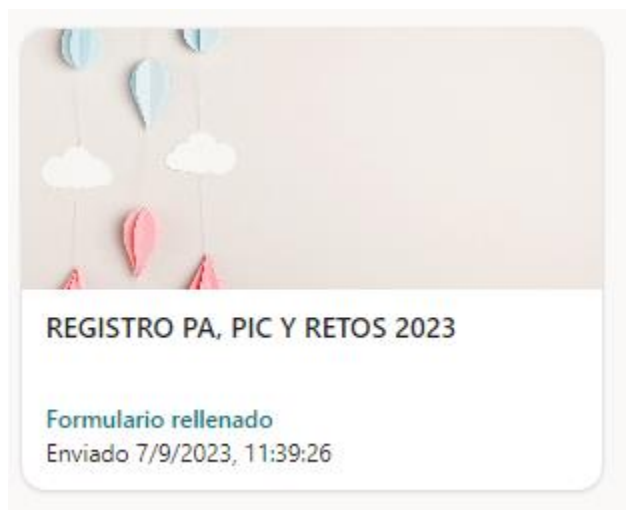 REGISTRO PA, PIC Y RETOS 2023
Formulario rellenado
Enviado 7/9/2023, 11:39:26